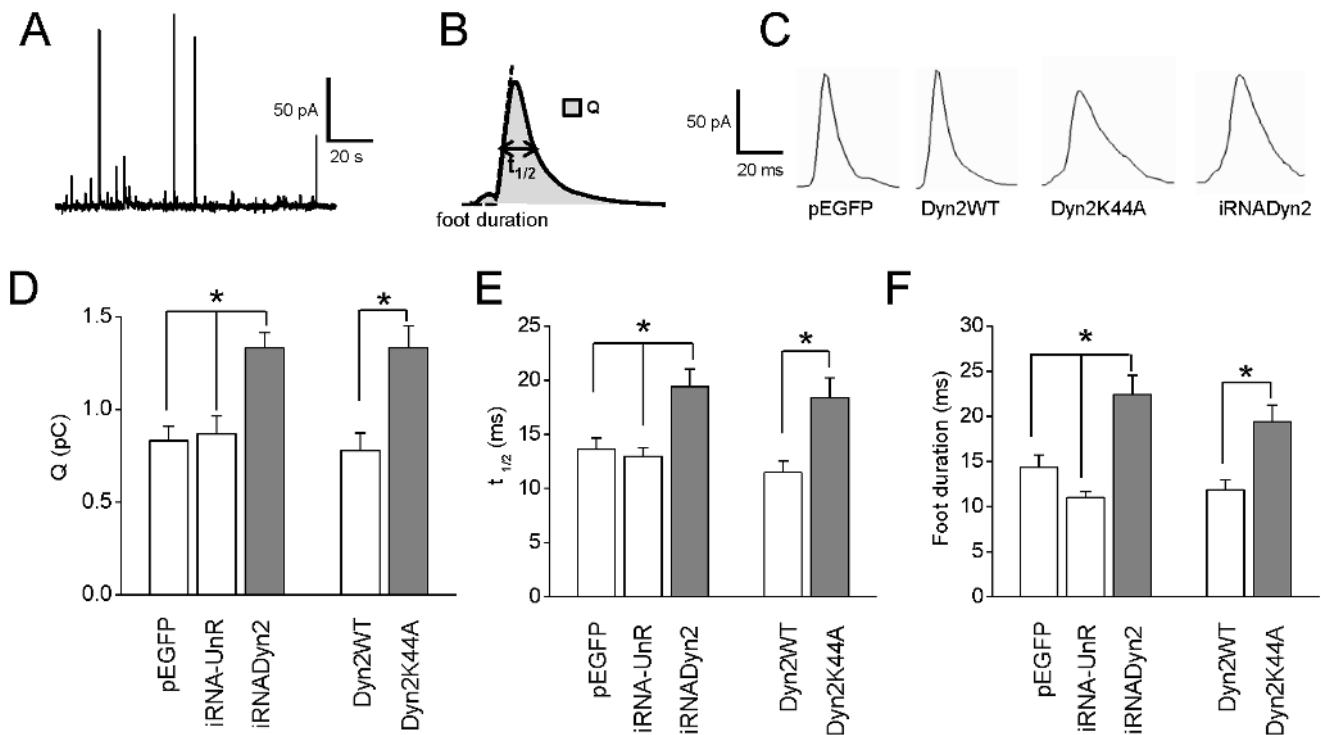 A
50 pA
20 s
B
Q
t1/2
foot duration
C
50 pA
20 ms
pEGFP
Dyn2WT
Dyn2K44A
iRNADyn2
D
Q (pC)
1.5
1.0
0.5
0.0
*
*
pEGFP
iRNA-UnR
iRNADyn2
Dyn2WT
Dyn2K44A
E
t 1/2 (ms)
25
20
15
10
5
0
*
*
pEGFP
iRNA-UnR
iRNADyn2
Dyn2WT
Dyn2K44A
F
Foot duration (ms)
30
25
20
15
10
5
0
*
*
pEGFP
iRNA-UnR
iRNADyn2
Dyn2WT
Dyn2K44A